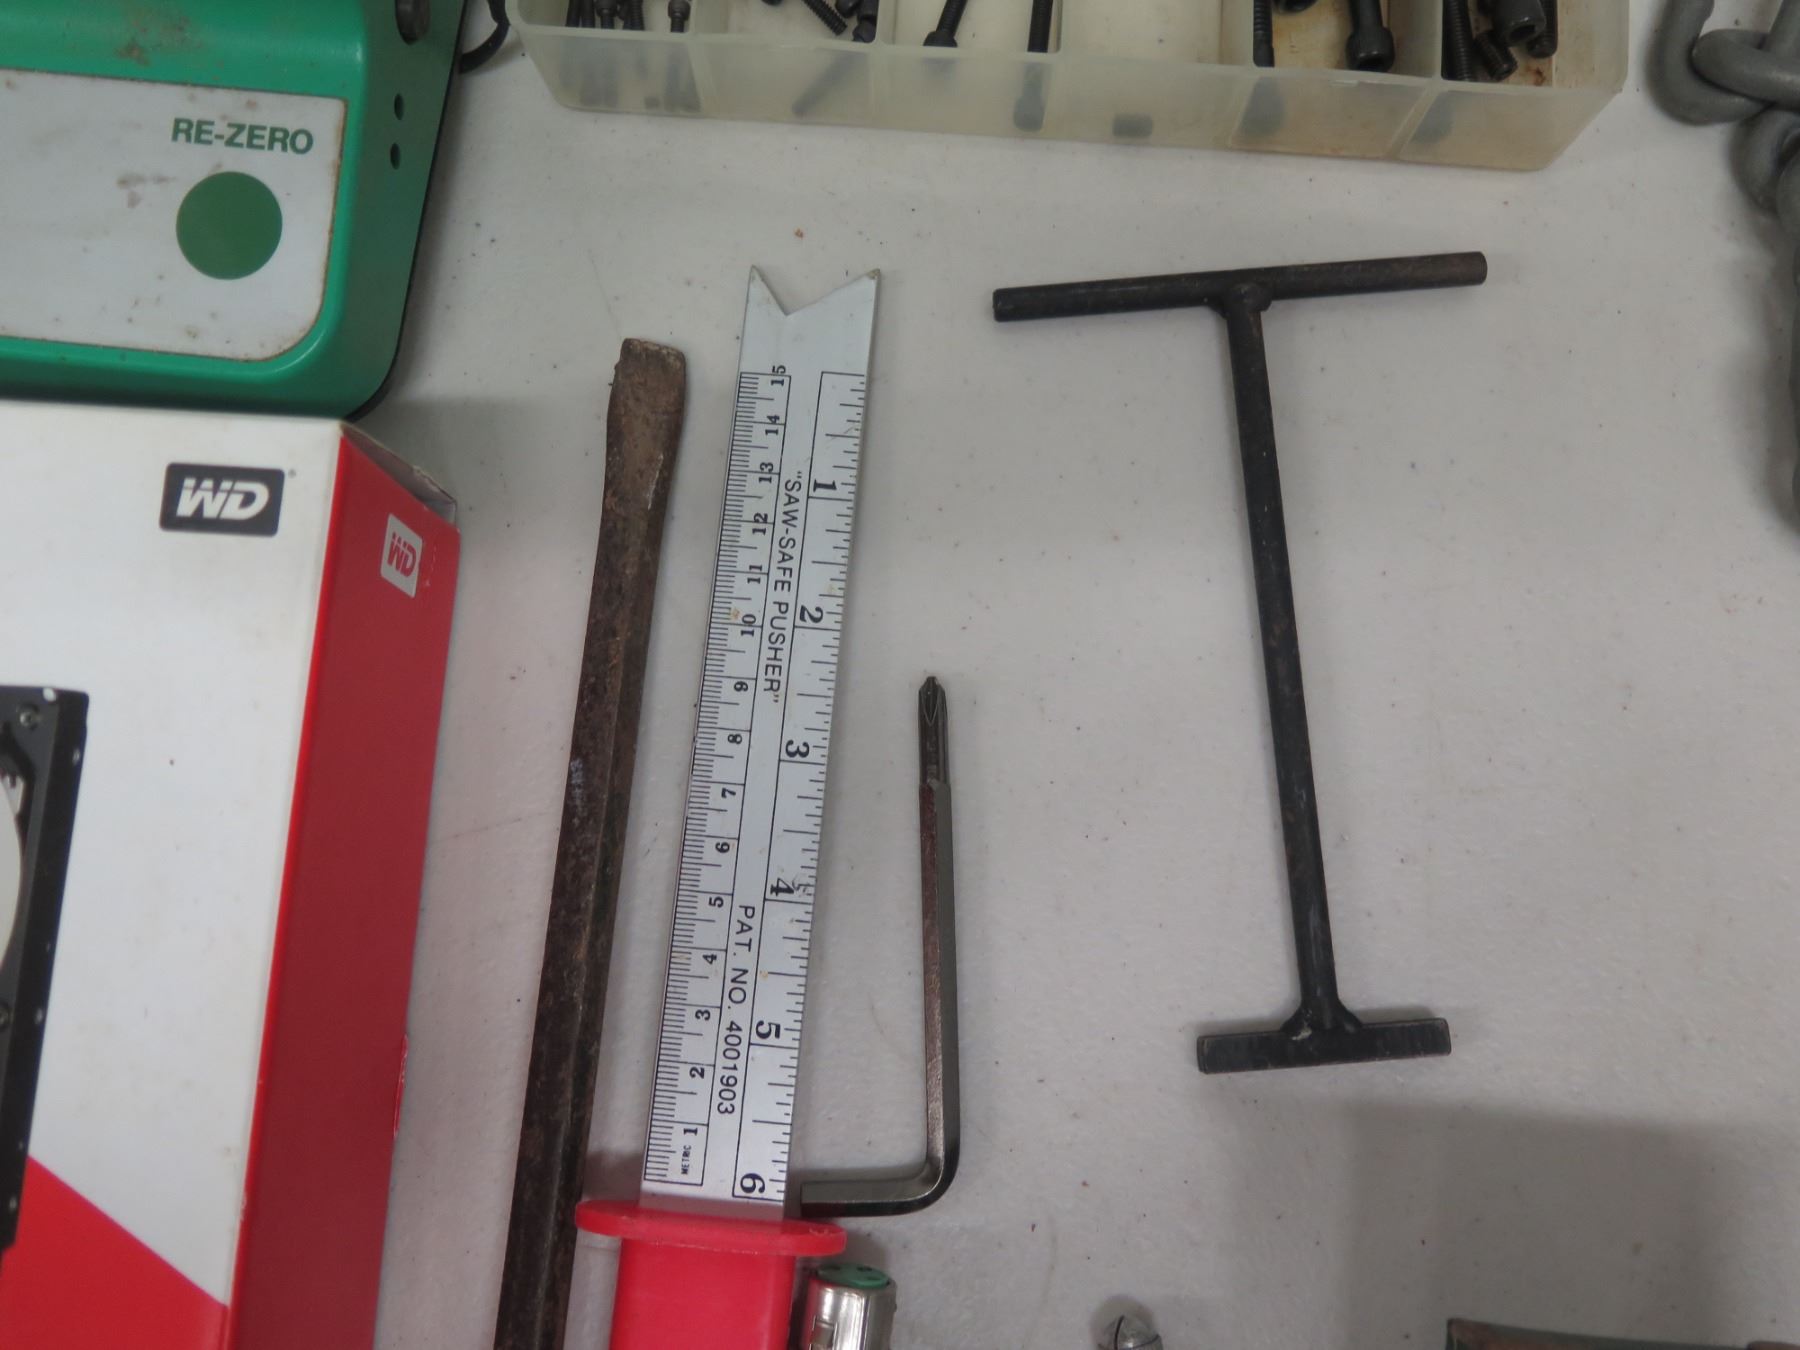 RE-ZERO
WD
WD
"SAW-SAFE PUSHER"
PAT. NO. 4001903
15 14 13 12 11 10 9 8 7 6 5 4 3 2 1
METRIC
1 2 3 4 5 6